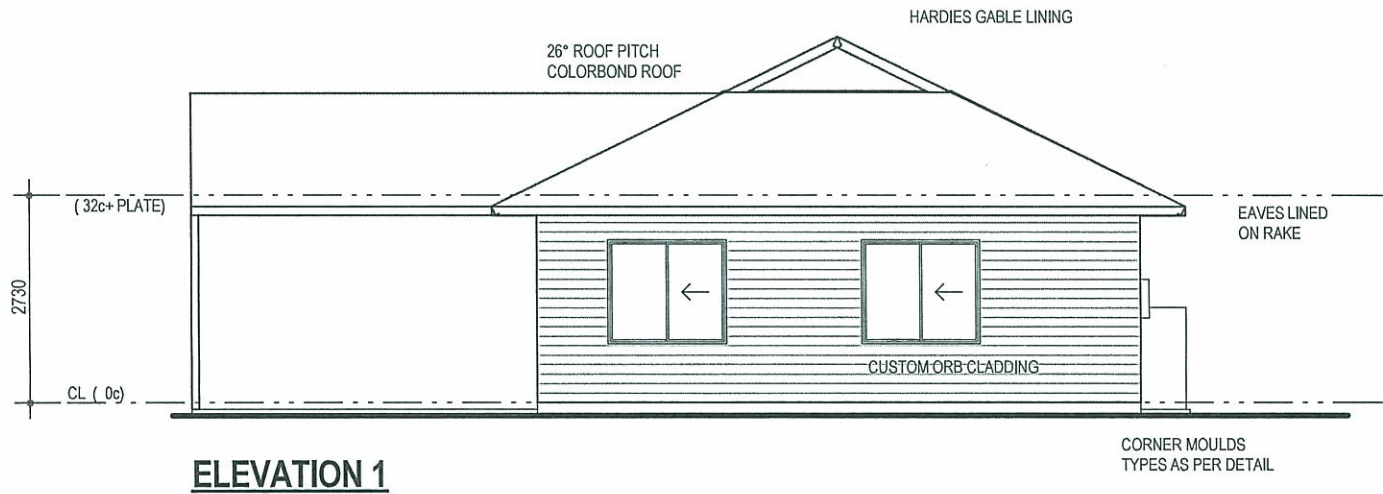 HARDIES GABLE LINING
26° ROOF PITCH
COLORBOND ROOF
( 32c+ PLATE)
EAVES LINED
ON RAKE
2730
CUSTOM ORB CLADDING
CL ( 0c)
CORNER MOULDS
TYPES AS PER DETAIL
ELEVATION 1